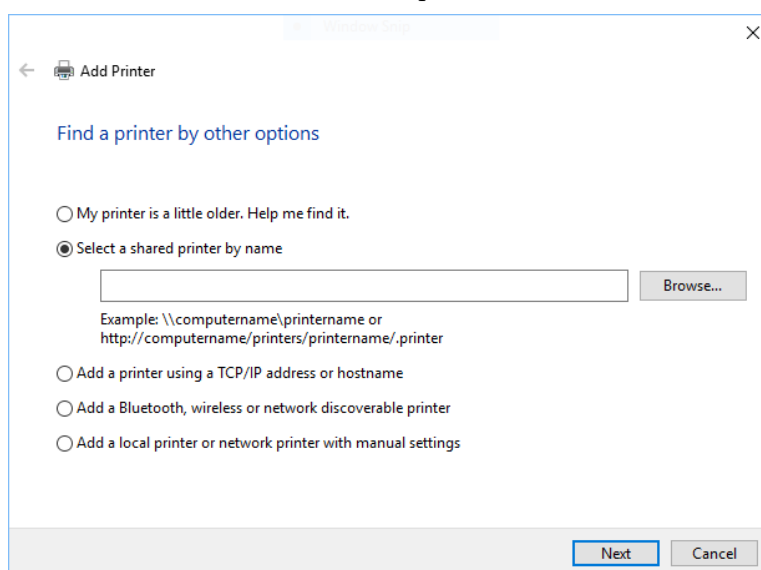 Window Snip
Add Printer
Find a printer by other options
My printer is a little older. Help me find it.
Select a shared printer by name
Browse...
Example: \\computername\printername or
http://computername/printers/printername/.printer
Add a printer using a TCP/IP address or hostname
Add a Bluetooth, wireless or network discoverable printer
Add a local printer or network printer with manual settings
Next
Cancel